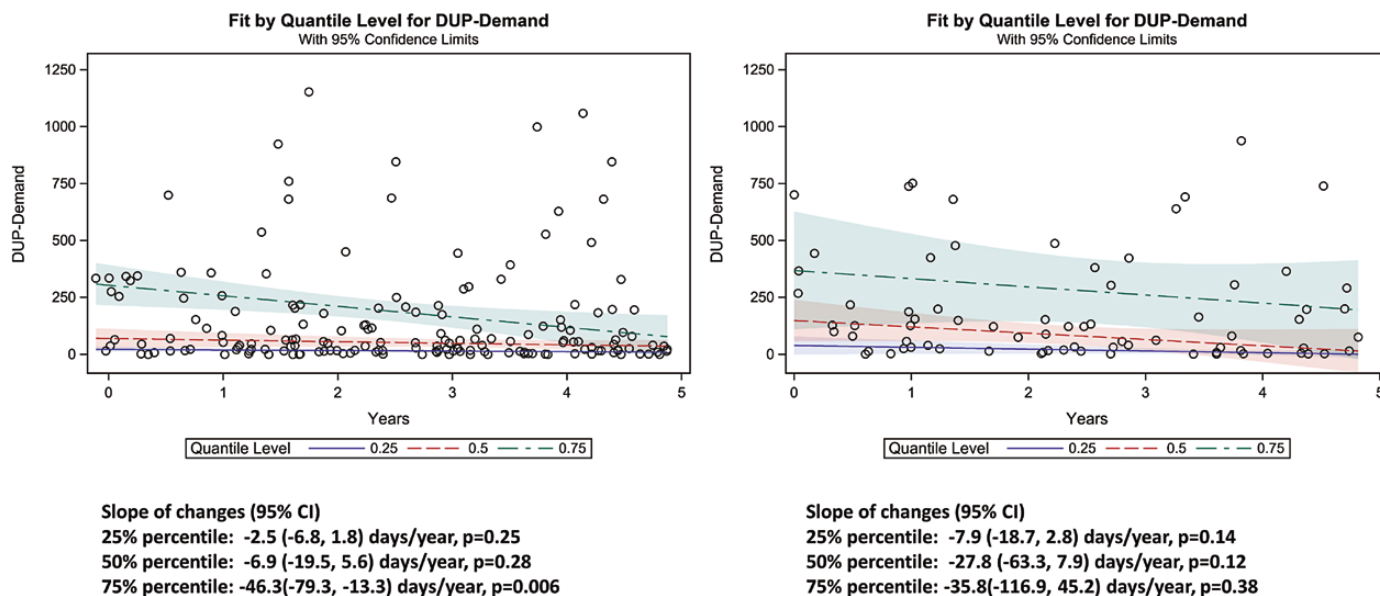 Fit by Quantile Level for DUP-Demand
With 95% Confidence Limits
1250
1000
750
500
250
0
DUP-Demand
0 1 2 3 4 5
Years
Quantile Level 0.25 0.5 0.75
Slope of changes (95% CI)
25% percentile: -2.5 (-6.8, 1.8) days/year, p=0.25
50% percentile: -6.9 (-19.5, 5.6) days/year, p=0.28
75% percentile: -46.3(-79.3, -13.3) days/year, p=0.006
Fit by Quantile Level for DUP-Demand
With 95% Confidence Limits
1250
1000
750
500
250
0
DUP-Demand
0 1 2 3 4 5
Years
Quantile Level 0.25 0.5 0.75
Slope of changes (95% CI)
25% percentile: -7.9 (-18.7, 2.8) days/year, p=0.14
50% percentile: -27.8 (-63.3, 7.9) days/year, p=0.12
75% percentile: -35.8(-116.9, 45.2) days/year, p=0.38